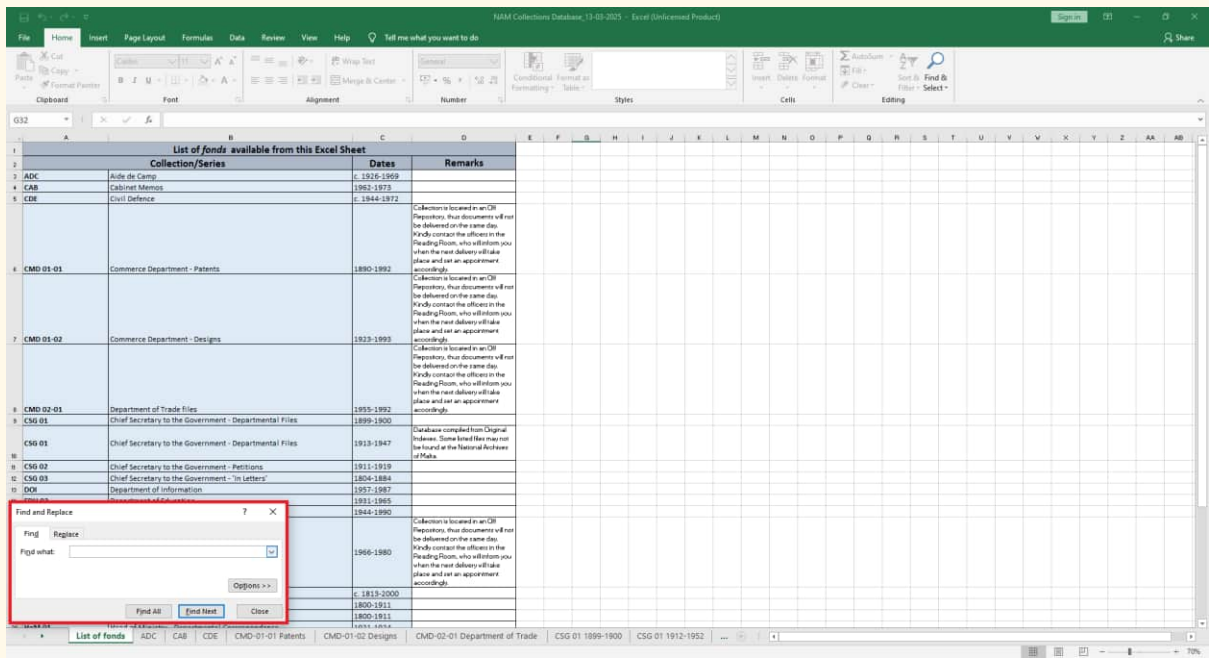 NAM Collections Database_13-03-2025 - Excel (Unlicensed Product)
Sign in
File Home Insert Page Layout Formulas Data Review View Help Tell me what you want to do
Share
Cut
Copy
Format Painter
Paste
Calibri 11
B I U
Wrap Text
Merge & Center
General
Conditional Formatting
Format as Table
Insert Delete Format
AutoSum
Fill
Clear
Sort & Filter
Find & Select
Clipboard Font Alignment Number Styles Cells Editing
G32
A B C D E F G H I J K L M N O P Q R S T U V W X Y Z AA AB
1 List of fonds available from this Excel Sheet
2 Collection/Series Dates Remarks
3 ADC Aide de Camp c. 1926-1969
4 CAB Cabinet Memos 1962-1973
5 CDE Civil Defence c. 1944-1972
Collection is located in an Off
Repository, thus documents will not
be delivered on the same day.
Kindly contact the officers in the
Reading Room, who will inform you
when the next delivery will take
place and set an appointment
6 CMD 01-01 Commerce Department - Patents 1890-1992 accordingly.
Collection is located in an Off
Repository, thus documents will not
be delivered on the same day.
Kindly contact the officers in the
Reading Room, who will inform you
when the next delivery will take
place and set an appointment
7 CMD 01-02 Commerce Department - Designs 1923-1993 accordingly.
Collection is located in an Off
Repository, thus documents will not
be delivered on the same day.
Kindly contact the officers in the
Reading Room, who will inform you
when the next delivery will take
place and set an appointment
8 CMD 02-01 Department of Trade files 1955-1992 accordingly.
9 CSG 01 Chief Secretary to the Government - Departmental Files 1899-1900
Database compiled from Original
Indexes. Some listed files may not
CSG 01 Chief Secretary to the Government - Departmental Files 1913-1947 be found at the National Archives
10 of Malta.
11 CSG 02 Chief Secretary to the Government - Petitions 1911-1919
12 CSG 03 Chief Secretary to the Government - 'In Letters' 1804-1884
13 DOI Department of Information 1957-1987
1931-1965
1944-1990
Collection is located in an Off
Repository, thus documents will not
be delivered on the same day.
1966-1980 Kindly contact the officers in the
Reading Room, who will inform you
when the next delivery will take
place and set an appointment
accordingly.
c. 1813-2000
1800-1911
1800-1911
Find and Replace ?
Find Replace
Find what:
Options >>
Find All Find Next Close
List of fonds ADC CAB CDE CMD-01-01 Patents CMD-01-02 Designs CMD-02-01 Department of Trade CSG 01 1899-1900 CSG 01 1912-1952 ...
70%